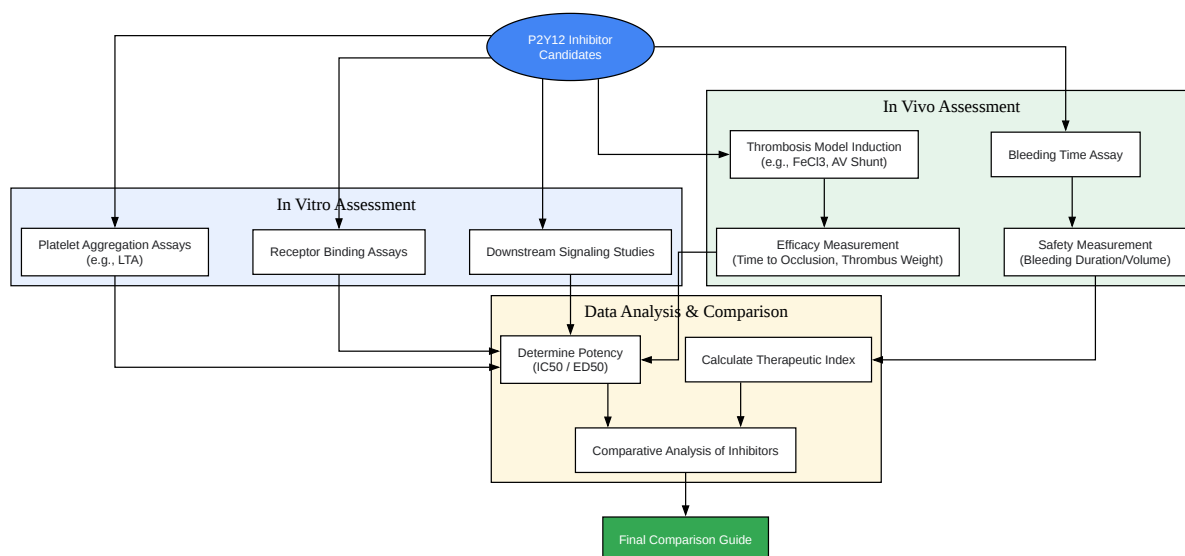 P2Y12 Inhibitor
Candidates
In Vivo Assessment
Thrombosis Model Induction
(e.g., FeCl3, AV Shunt)
Bleeding Time Assay
In Vitro Assessment
Platelet Aggregation Assays
(e.g., LTA)
Receptor Binding Assays
Downstream Signaling Studies
Efficacy Measurement
(Time to Occlusion, Thrombus Weight)
Safety Measurement
(Bleeding Duration/Volume)
Data Analysis & Comparison
Determine Potency
(IC50 / ED50)
Calculate Therapeutic Index
Comparative Analysis of Inhibitors
Final Comparison Guide